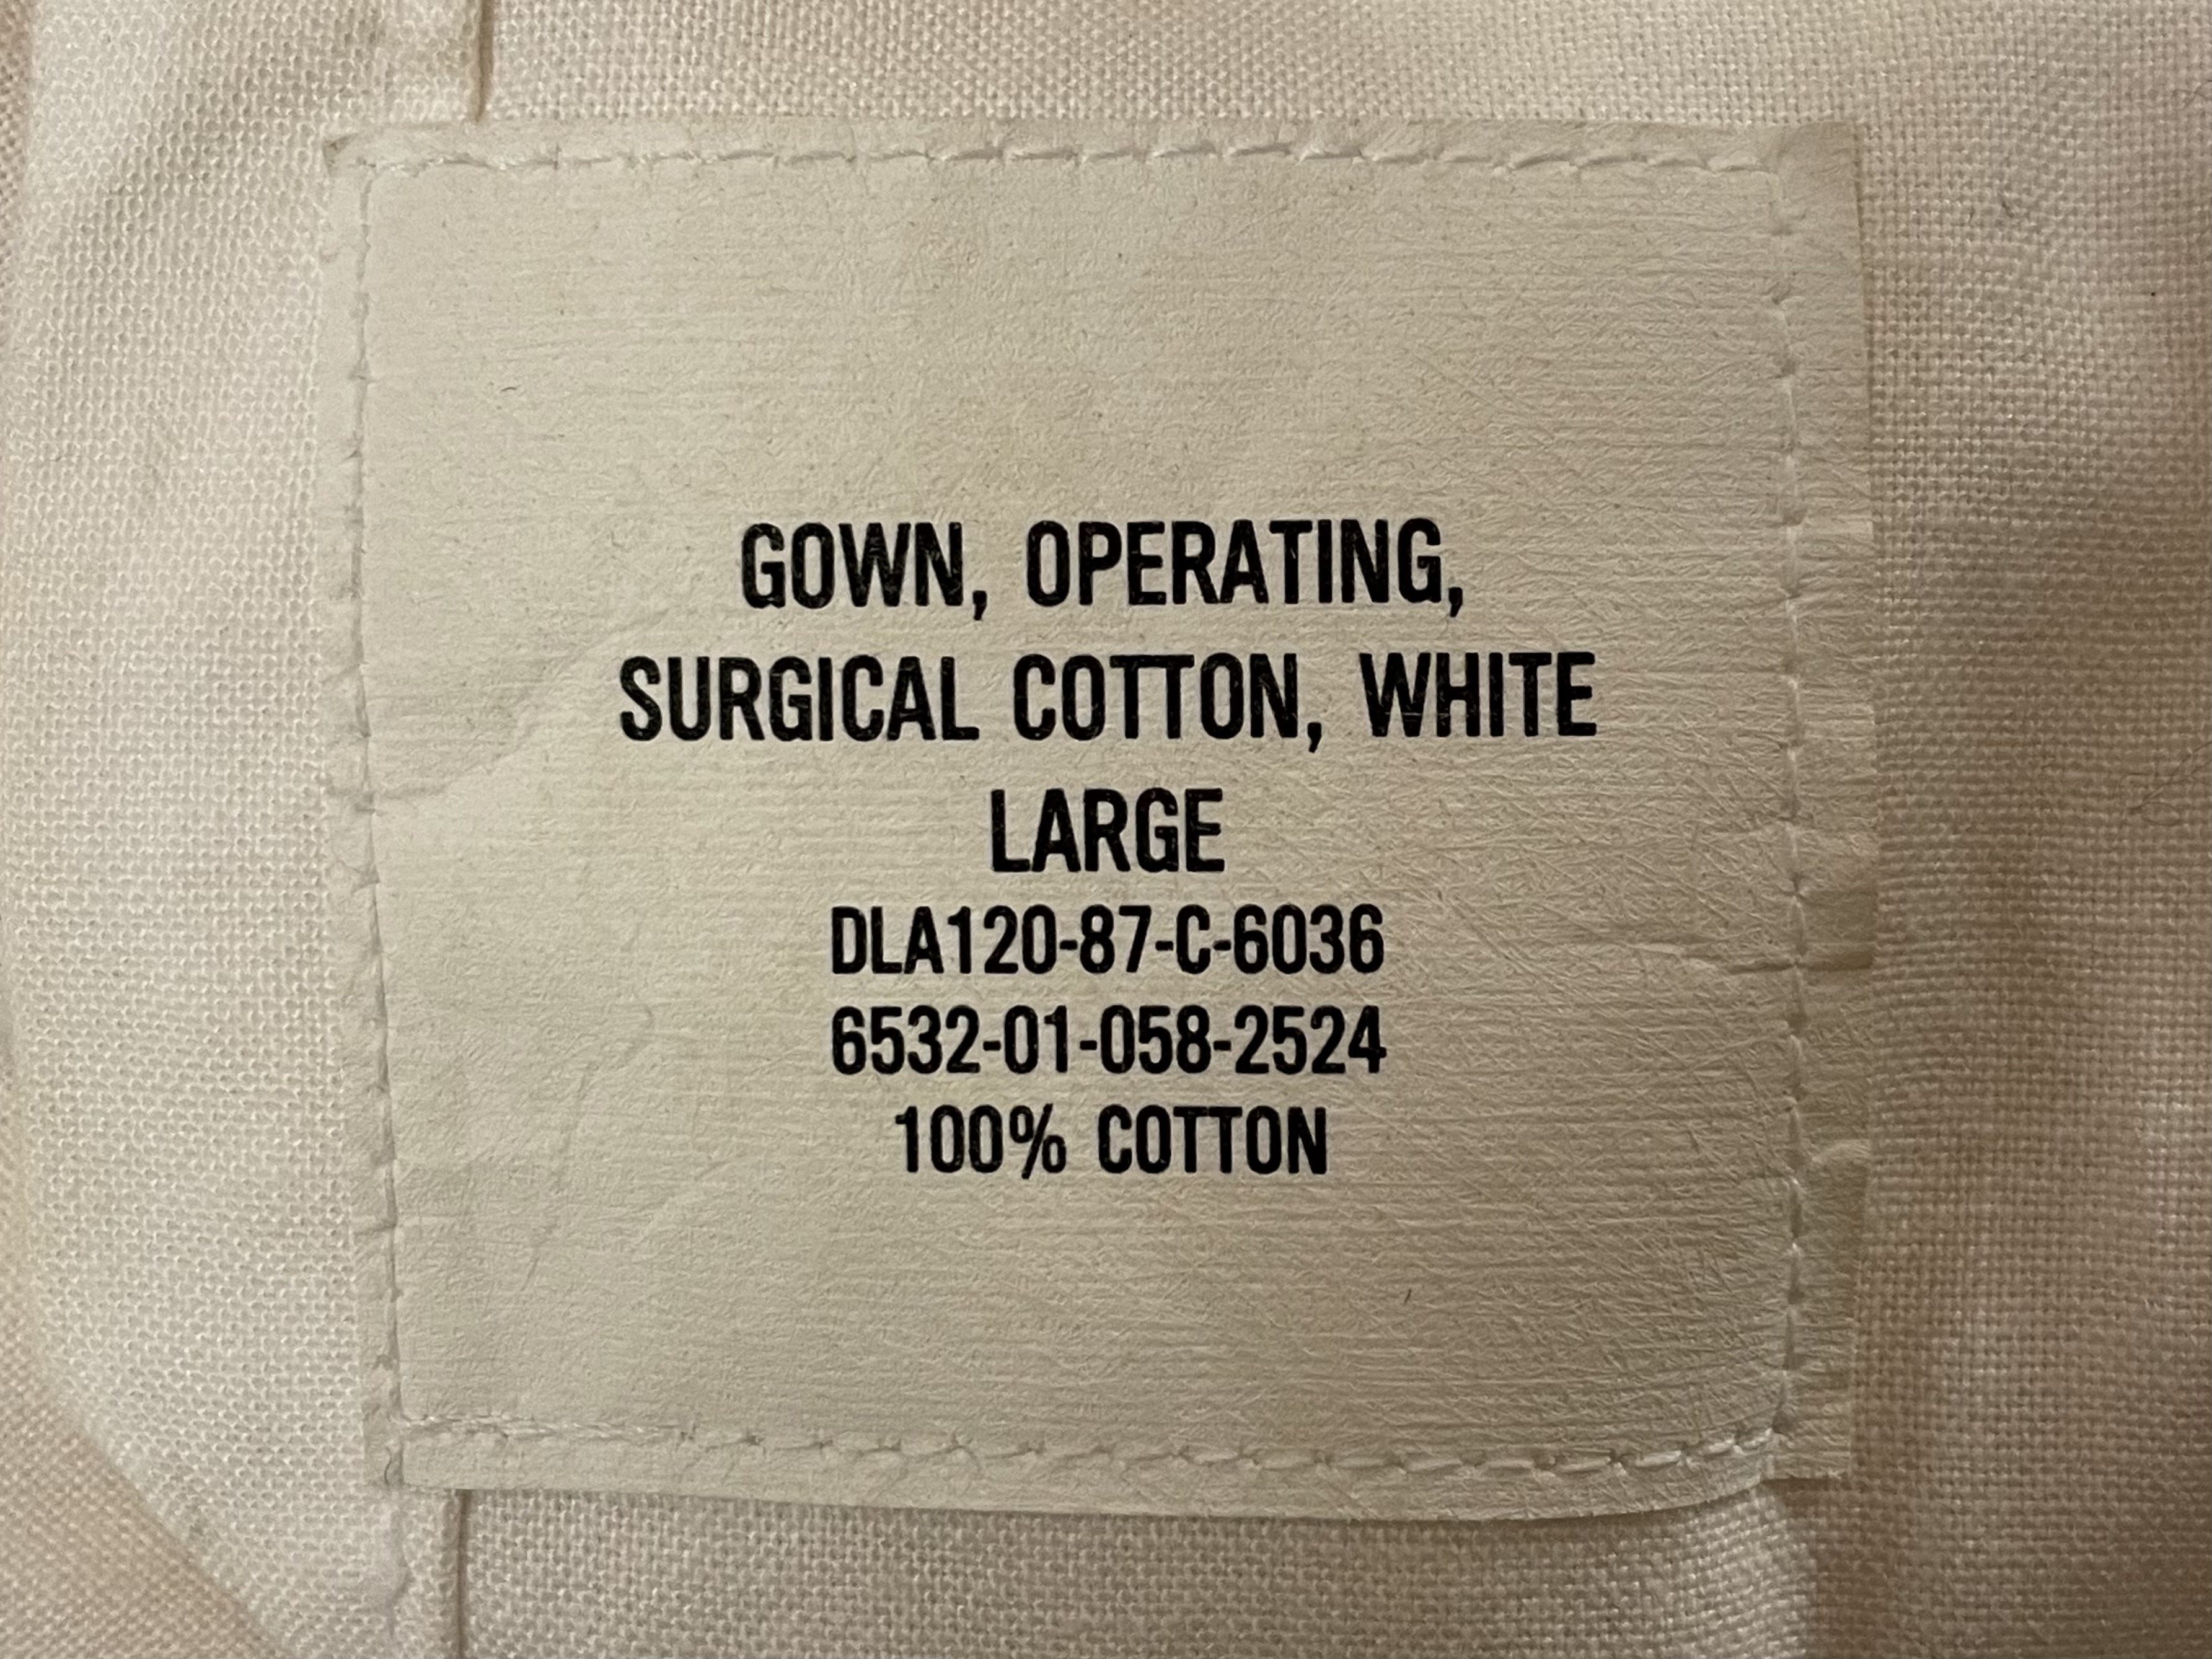 GOWN, OPERATING,
SURGICAL COTTON, WHITE
LARGE
DLA120-87-C-6036
6532-01-058-2524
100% COTTON